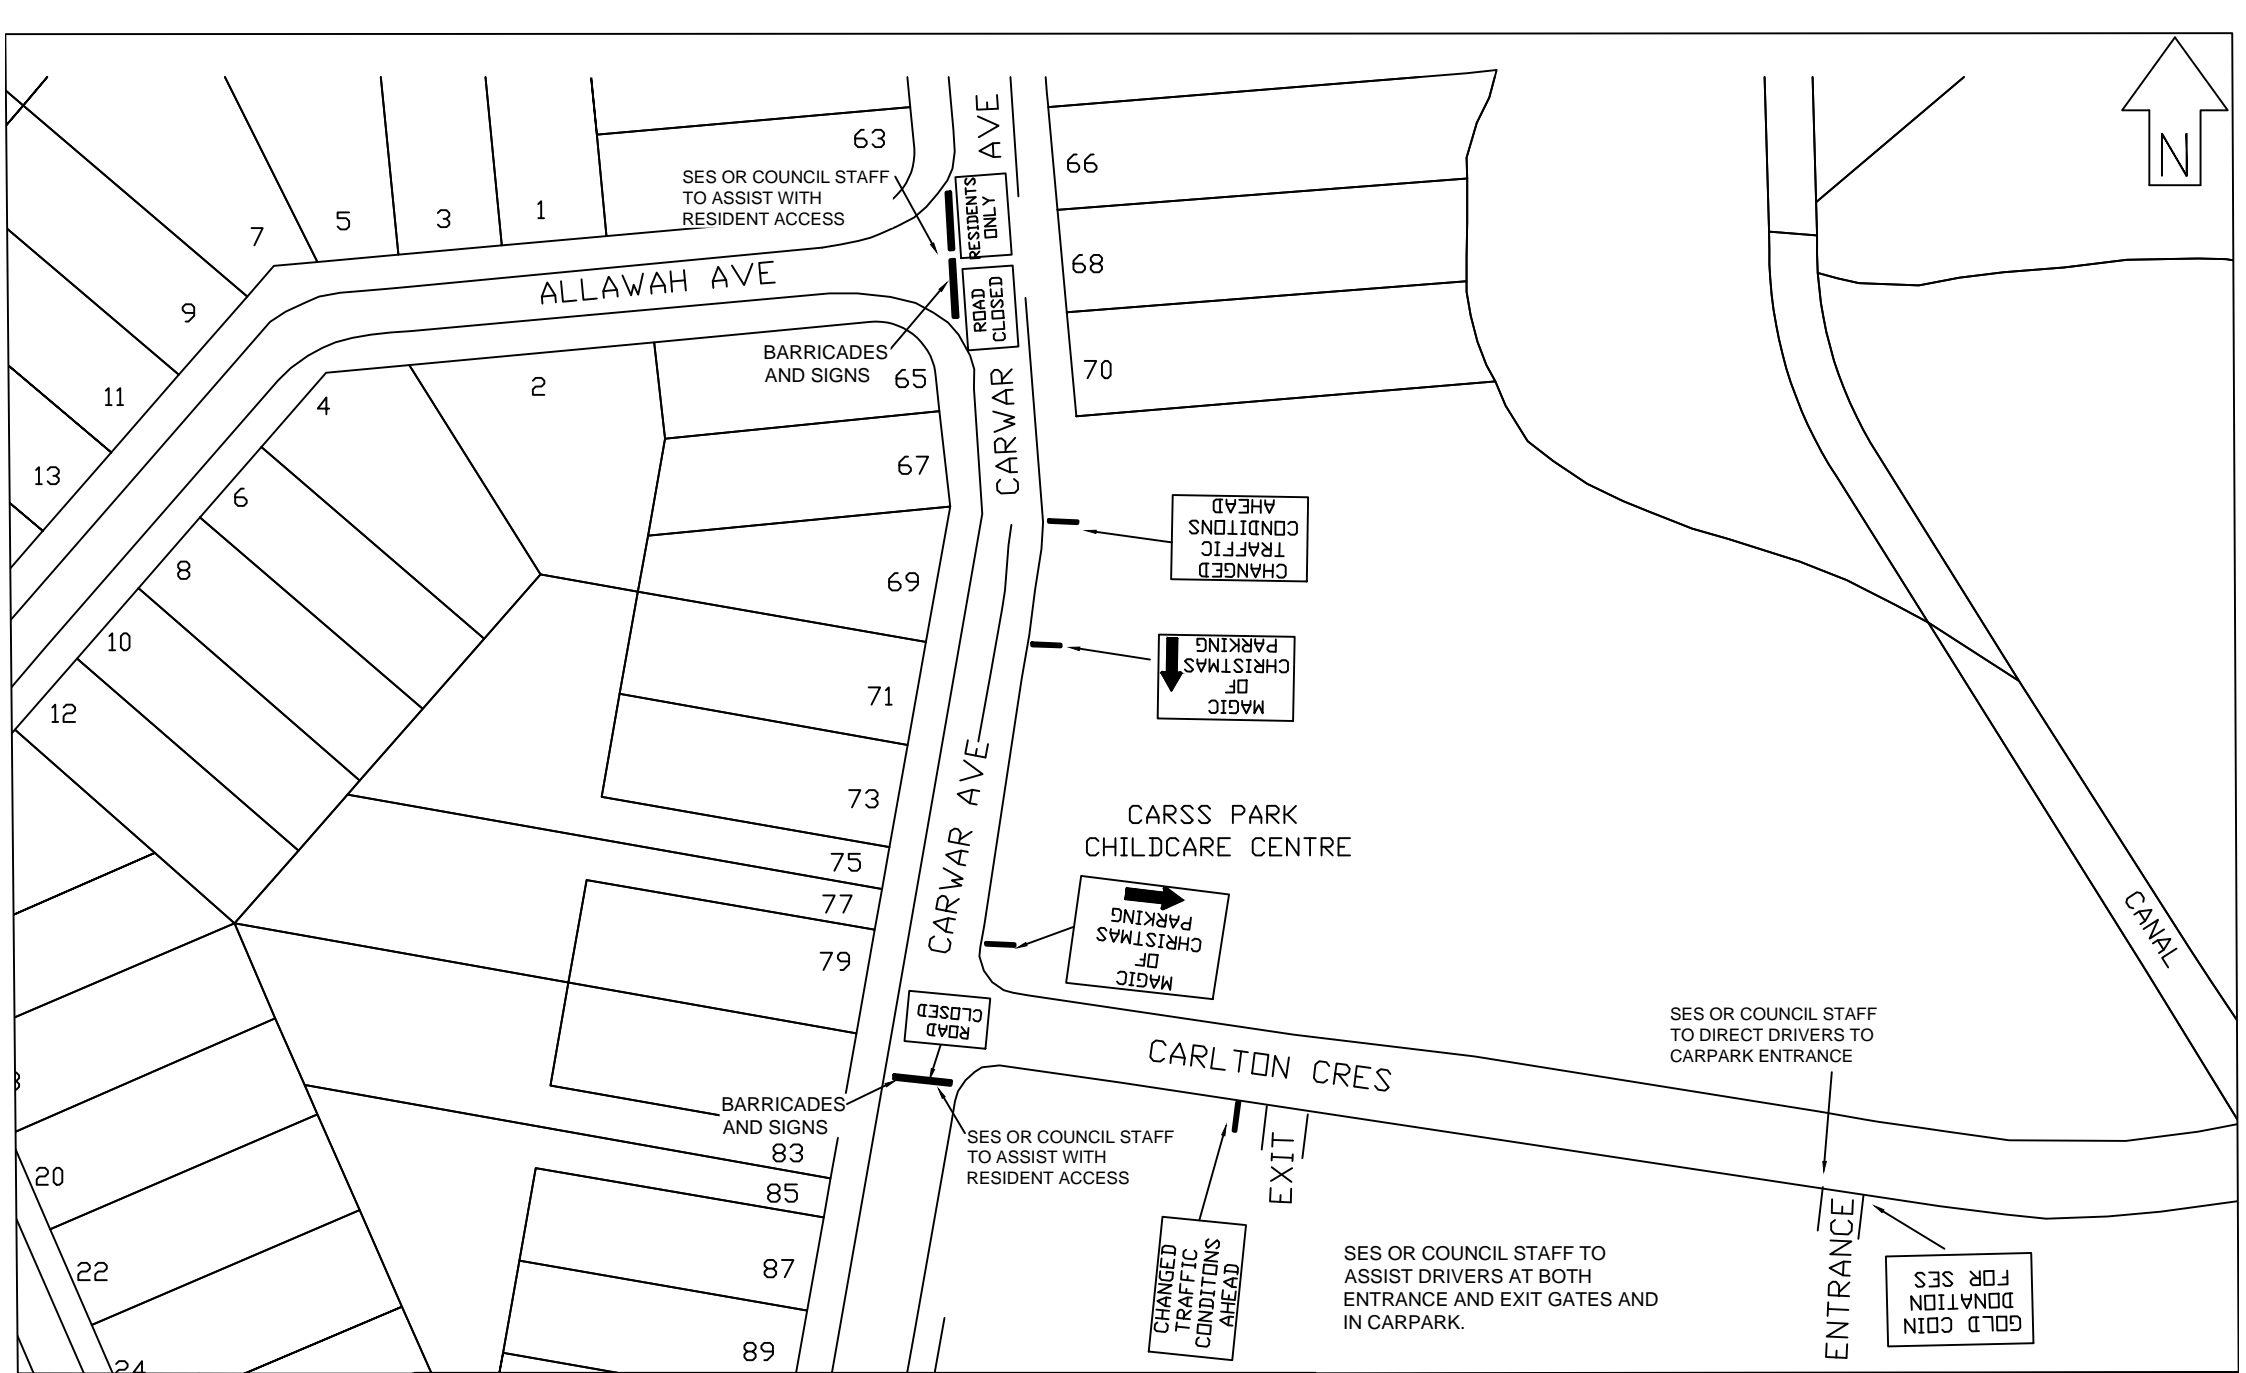 N
AVE
63
66
SES OR COUNCIL STAFF
TO ASSIST WITH
RESIDENT ACCESS
RESIDENTS
ONLY
7
5
3
1
68
ALLAWAH AVE
ROAD
CLOSED
9
BARRICADES
AND SIGNS
65
70
11
4
2
CARWAR
67
13
6
CHANGED
TRAFFIC
CONDITONS
AHEAD
8
69
10
MAGIC
OF
CHRISTMAS
PARKING
12
71
73
CARWAR AVE
CARSS PARK
CHILDCARE CENTRE
75
77
MAGIC
OF
CHRISTMAS
PARKING
79
CANAL
ROAD
CLOSED
SES OR COUNCIL STAFF
TO DIRECT DRIVERS TO
CARPARK ENTRANCE
CARLTON CRES
BARRICADES
AND SIGNS
SES OR COUNCIL STAFF
TO ASSIST WITH
RESIDENT ACCESS
83
85
20
EXIT
ENTRANCE
CHANGED
TRAFFIC
CONDITONS
AHEAD
SES OR COUNCIL STAFF TO
ASSIST DRIVERS AT BOTH
ENTRANCE AND EXIT GATES AND
IN CARPARK.
GOLD COIN
DONATION
FOR SES
22
87
89
24